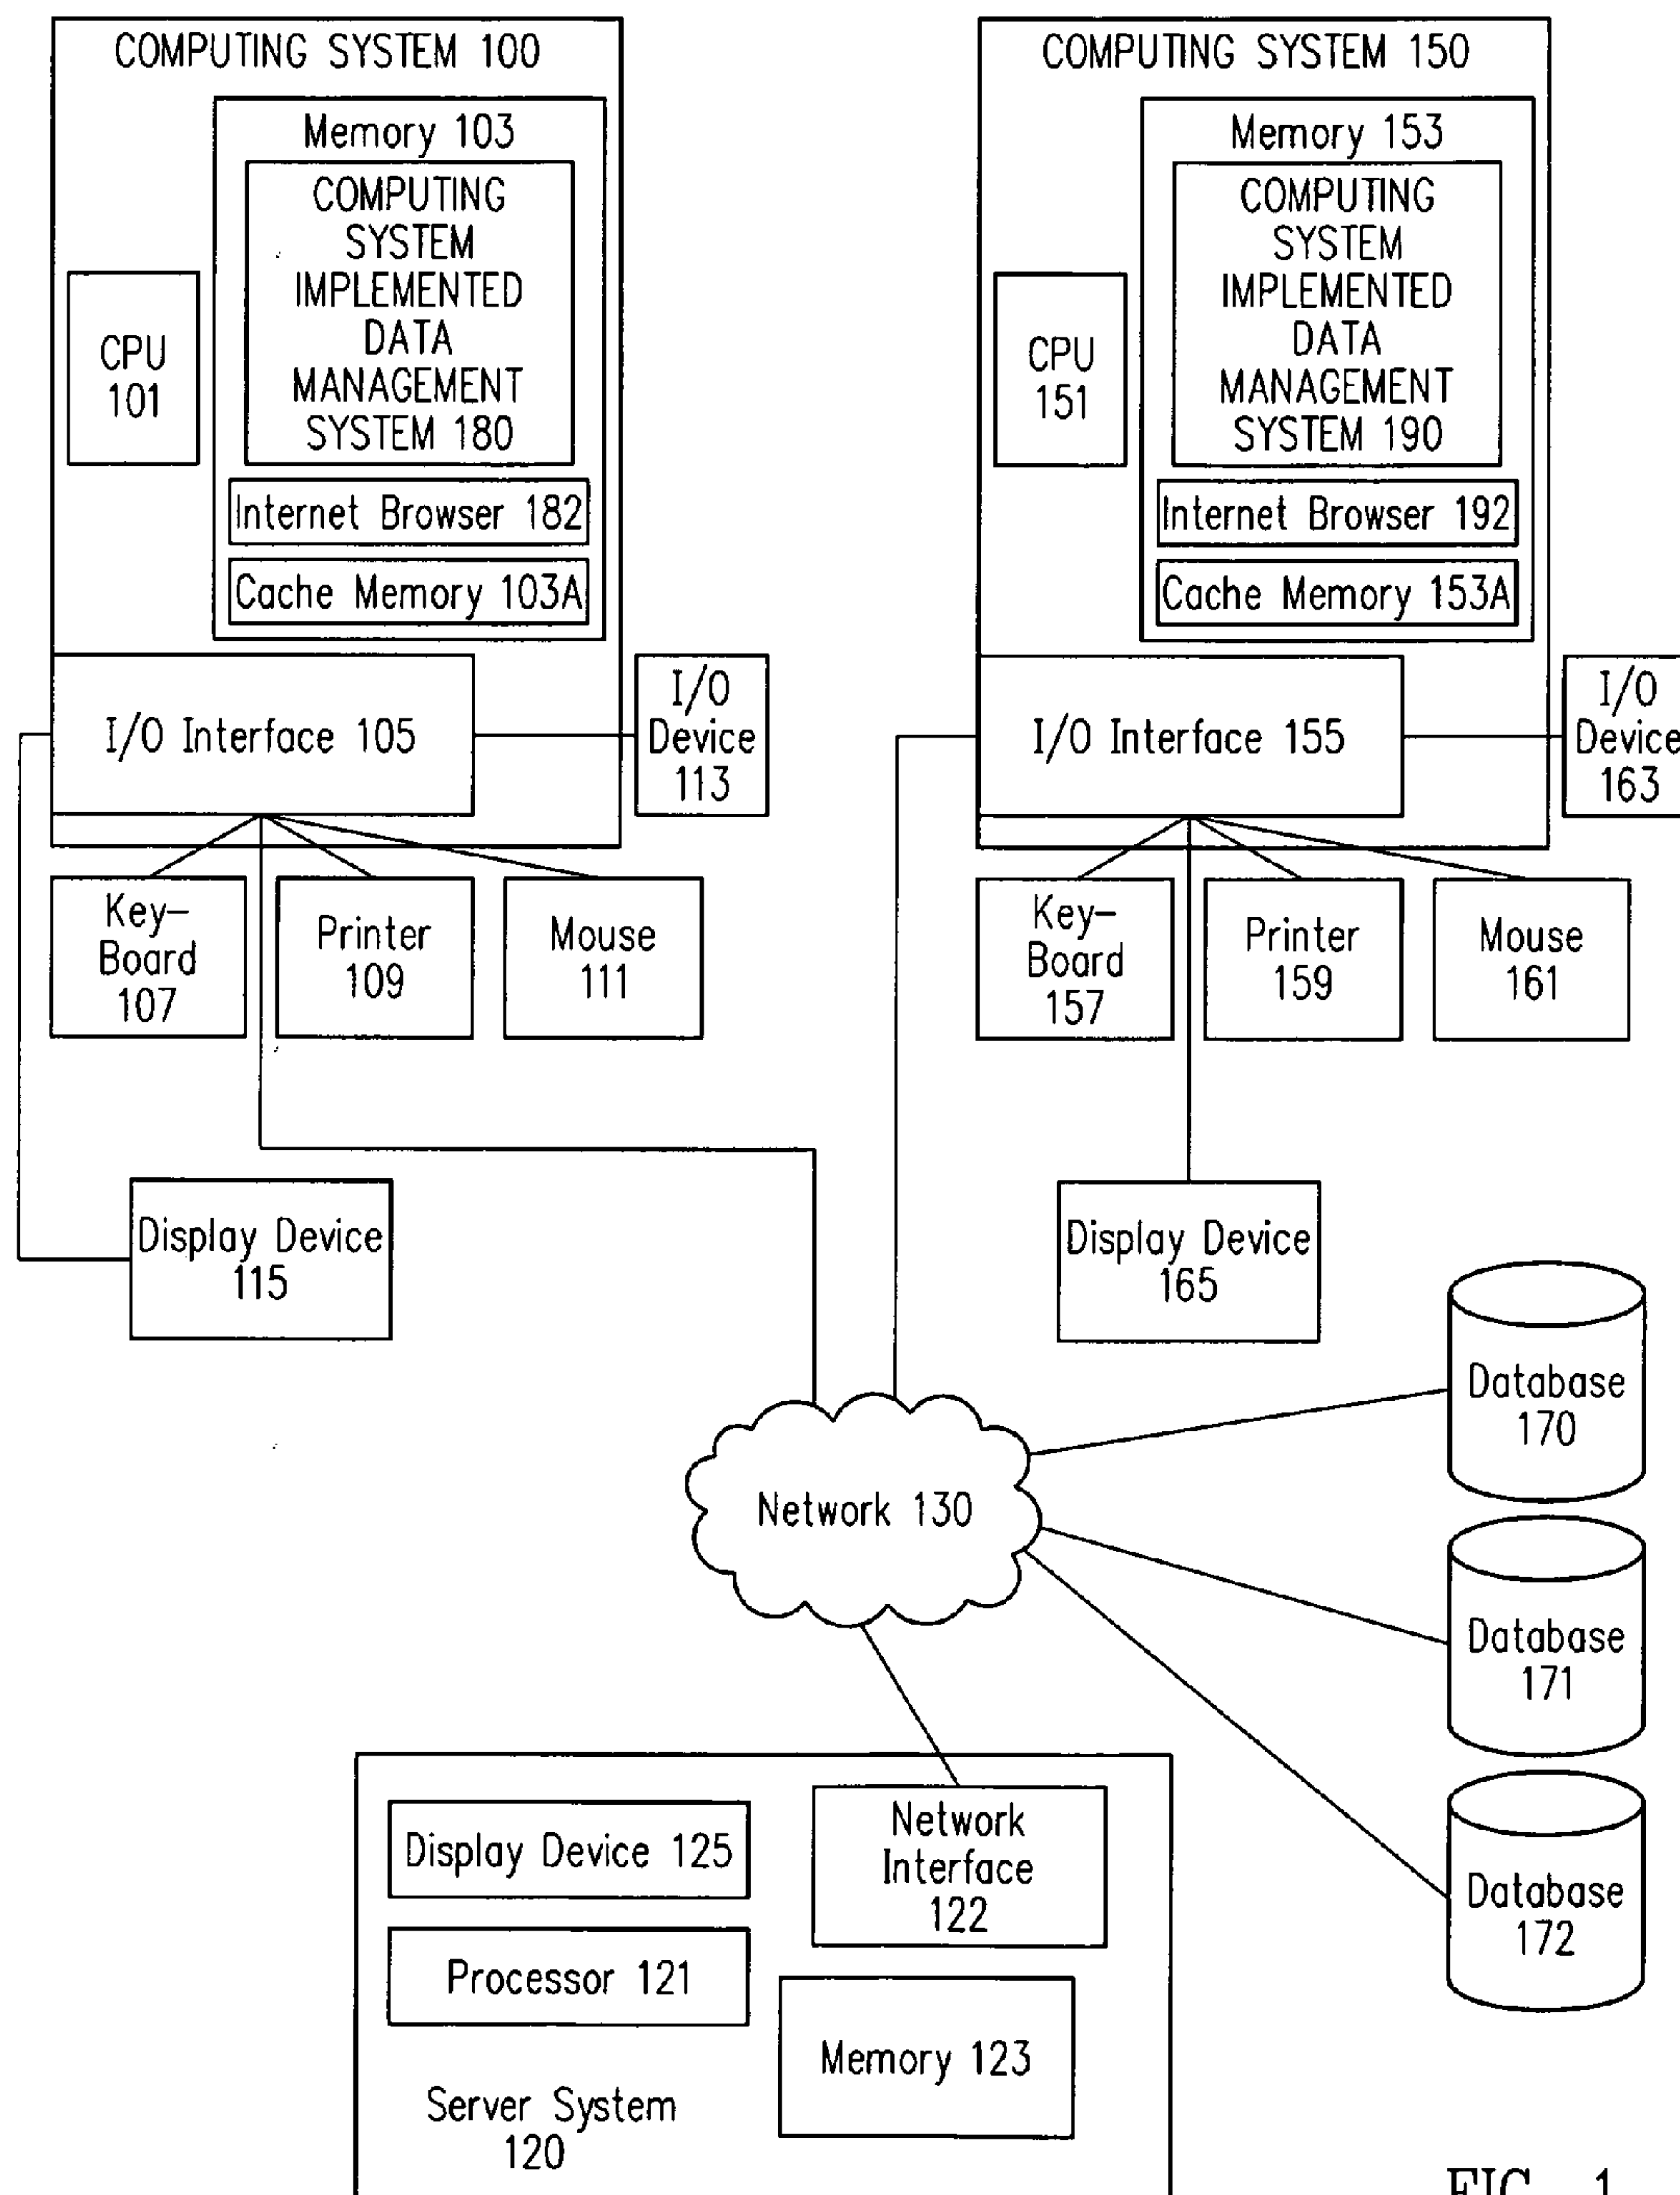 COMPUTING SYSTEM 100
Memory 103
COMPUTING
SYSTEM
IMPLEMENTED
DATA
MANAGEMENT
SYSTEM 180
CPU
101
Internet Browser 182
Cache Memory 103A
I/O Interface 105
I/O
Device
113
Key-
Board
107
Printer
109
Mouse
111
Display Device
115
COMPUTING SYSTEM 150
Memory 153
COMPUTING
SYSTEM
IMPLEMENTED
DATA
MANAGEMENT
SYSTEM 190
CPU
151
Internet Browser 192
Cache Memory 153A
I/O Interface 155
I/O
Device
163
Key-
Board
157
Printer
159
Mouse
161
Display Device
165
Network 130
Database
170
Database
171
Database
172
Display Device 125
Network
Interface
122
Processor 121
Memory 123
Server System
120
FIG. 1